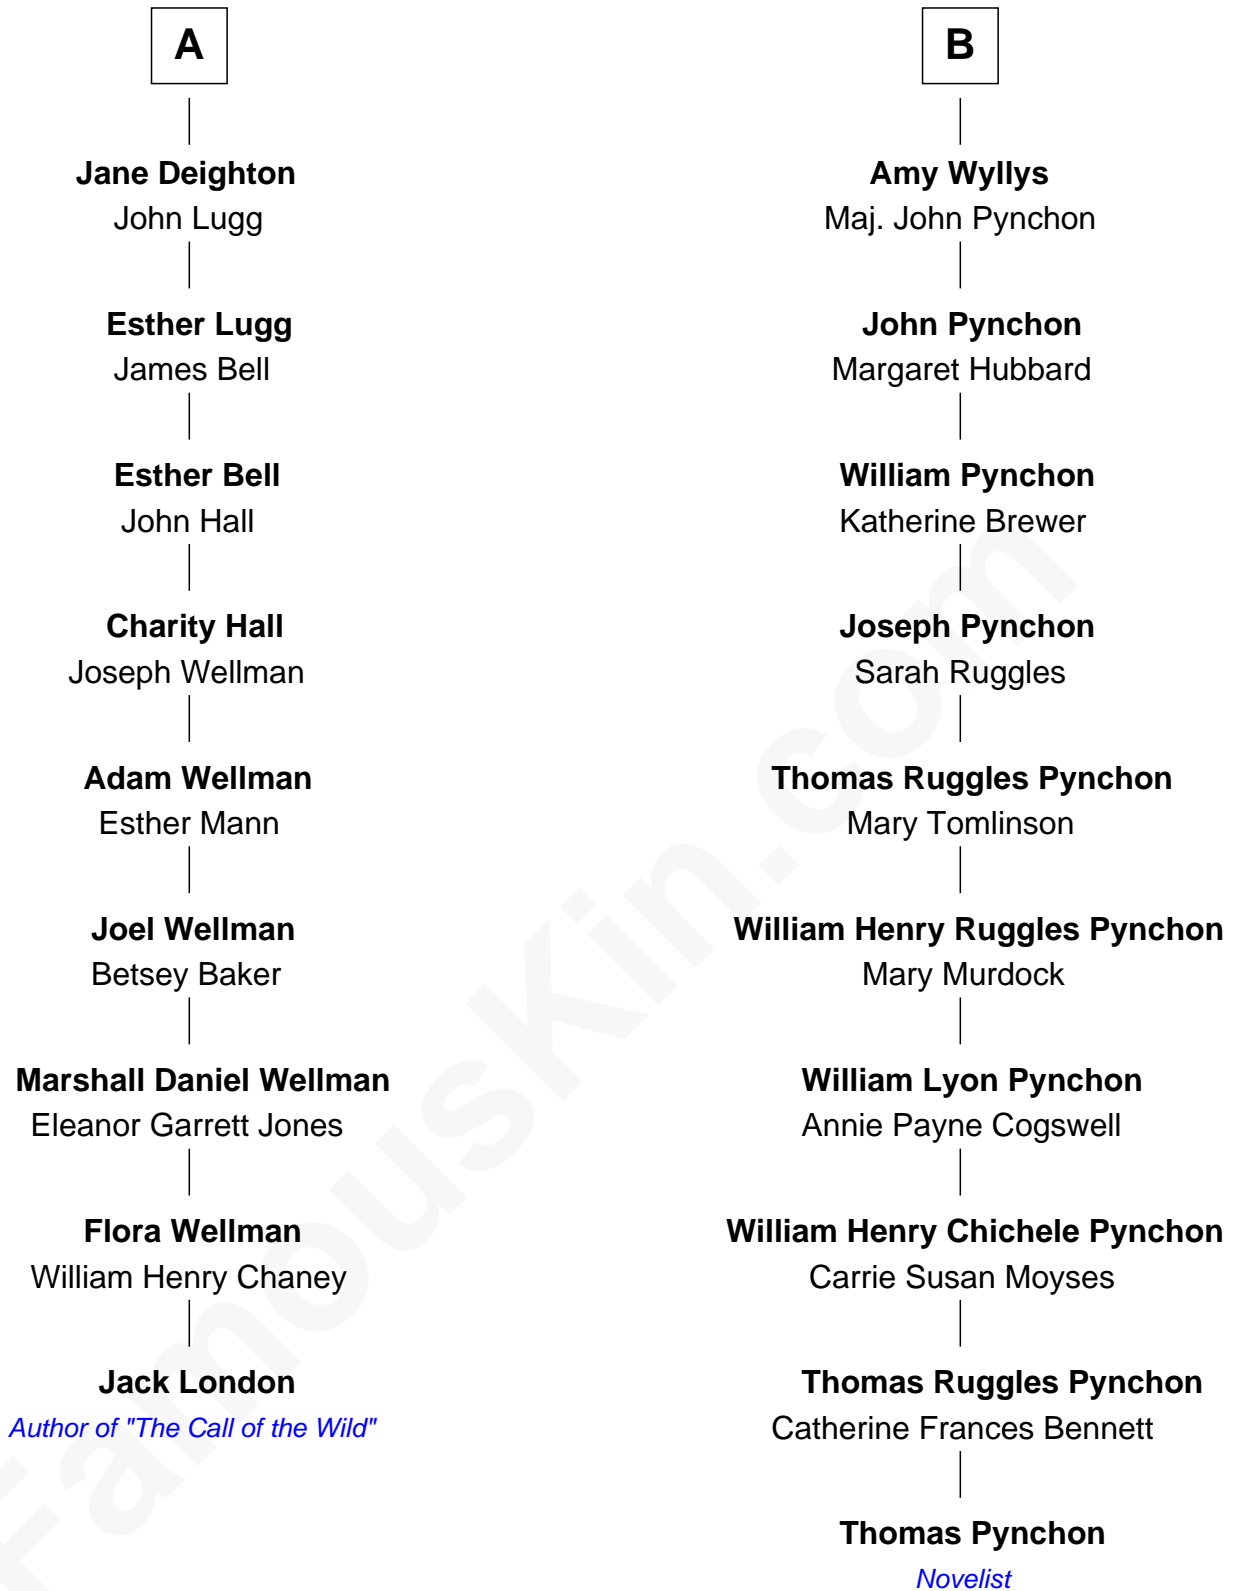 A
Jane Deighton
John Lugg
Esther Lugg
James Bell
Esther Bell
John Hall
Charity Hall
Joseph Wellman
Adam Wellman
Esther Mann
Joel Wellman
Betsey Baker
Marshall Daniel Wellman
Eleanor Garrett Jones
Flora Wellman
William Henry Chaney
Jack London
Author of "The Call of the Wild"
B
Amy Wyllys
Maj. John Pynchon
John Pynchon
Margaret Hubbard
William Pynchon
Katherine Brewer
Joseph Pynchon
Sarah Ruggles
Thomas Ruggles Pynchon
Mary Tomlinson
William Henry Ruggles Pynchon
Mary Murdock
William Lyon Pynchon
Annie Payne Cogswell
William Henry Chichele Pynchon
Carrie Susan Moyses
Thomas Ruggles Pynchon
Catherine Frances Bennett
Thomas Pynchon
Novelist
FamousKin.com